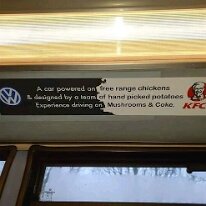 A car powered on free range chickens
& designed by a team of hand picked potatoes
Experience driving on Mushrooms & Coke.
KFC